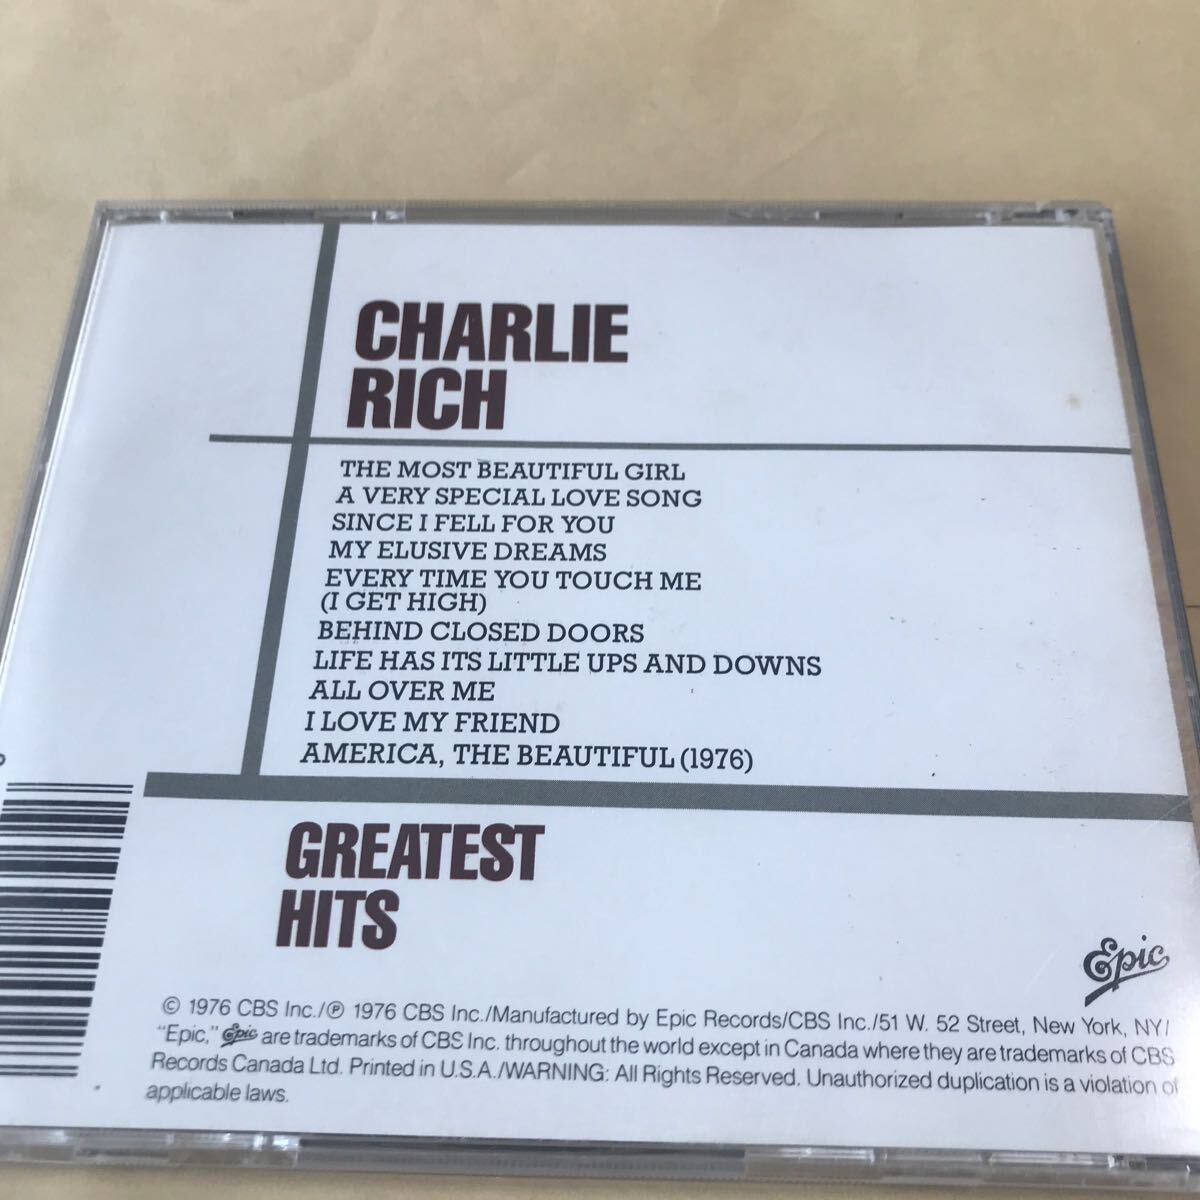 CHARLIE
RICH
THE MOST BEAUTIFUL GIRL
A VERY SPECIAL LOVE SONG
SINCE I FELL FOR YOU
MY ELUSIVE DREAMS
EVERY TIME YOU TOUCH ME
(I GET HIGH)
BEHIND CLOSED DOORS
LIFE HAS ITS LITTLE UPS AND DOWNS
ALL OVER ME
I LOVE MY FRIEND
AMERICA, THE BEAUTIFUL (1976)
GREATEST
HITS
Epic
© 1976 CBS Inc./℗ 1976 CBS Inc./Manufactured by Epic Records/CBS Inc./51 W. 52 Street, New York, NY/
"Epic," Epic are trademarks of CBS Inc. throughout the world except in Canada where they are trademarks of CBS
Records Canada Ltd. Printed in U.S.A./WARNING: All Rights Reserved. Unauthorized duplication is a violation of
applicable laws.